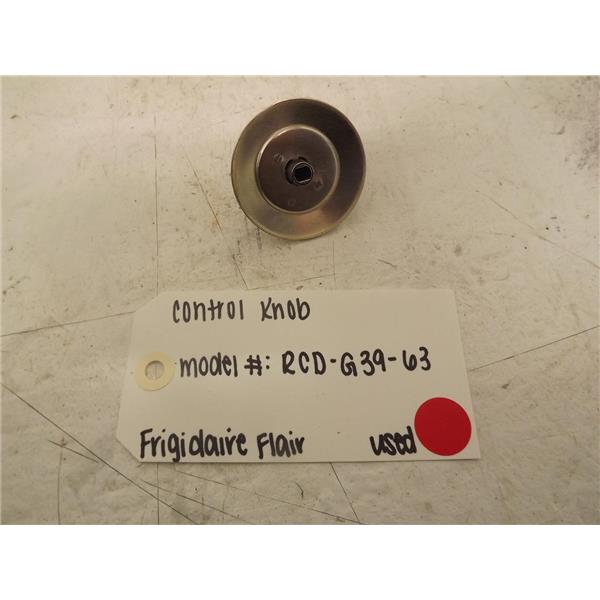 control Knob
model #: RCD-G39-63
Frigidaire Flair used